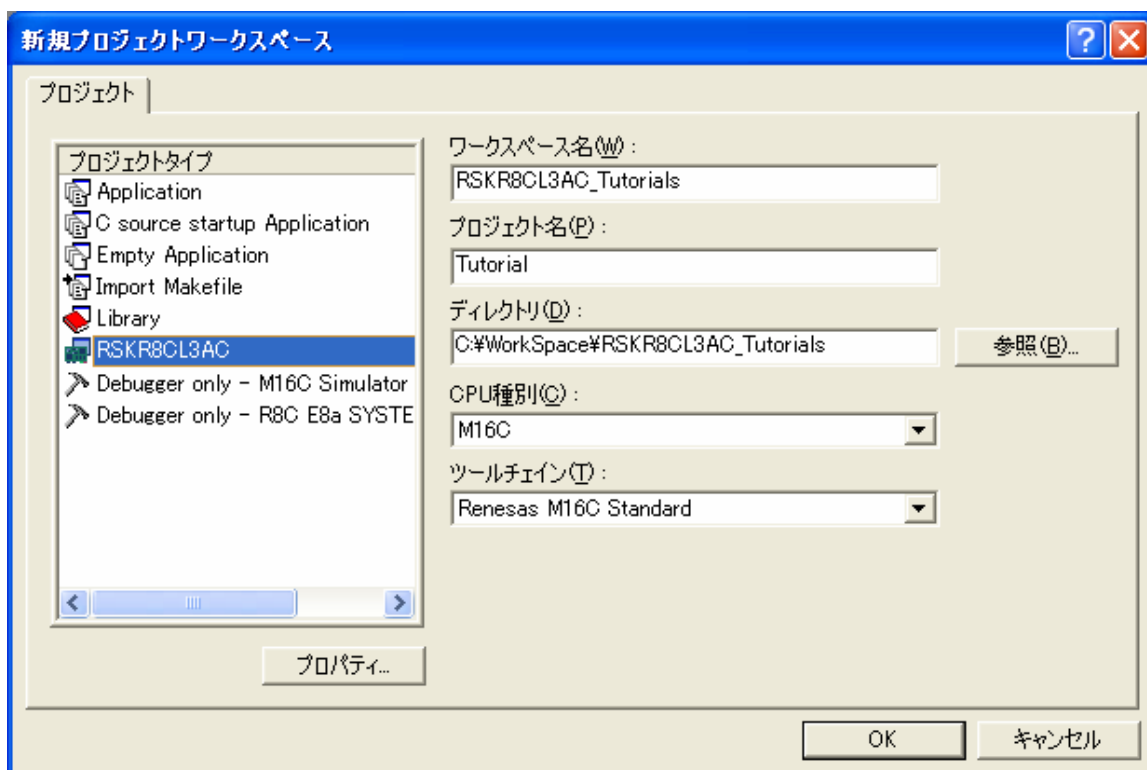 新規プロジェクトワークスペース
プロジェクト
プロジェクトタイプ
Application
C source startup Application
Empty Application
Import Makefile
Library
RSKR8CL3AC
Debugger only - M16C Simulator
Debugger only - R8C E8a SYSTE
プロパティ...
ワークスペース名(W) :
RSKR8CL3AC_Tutorials
プロジェクト名(P) :
Tutorial
ディレクトリ(D) :
C:¥WorkSpace¥RSKR8CL3AC_Tutorials
参照(B)...
CPU種別(C) :
M16C
ツールチェイン(T) :
Renesas M16C Standard
OK
キャンセル